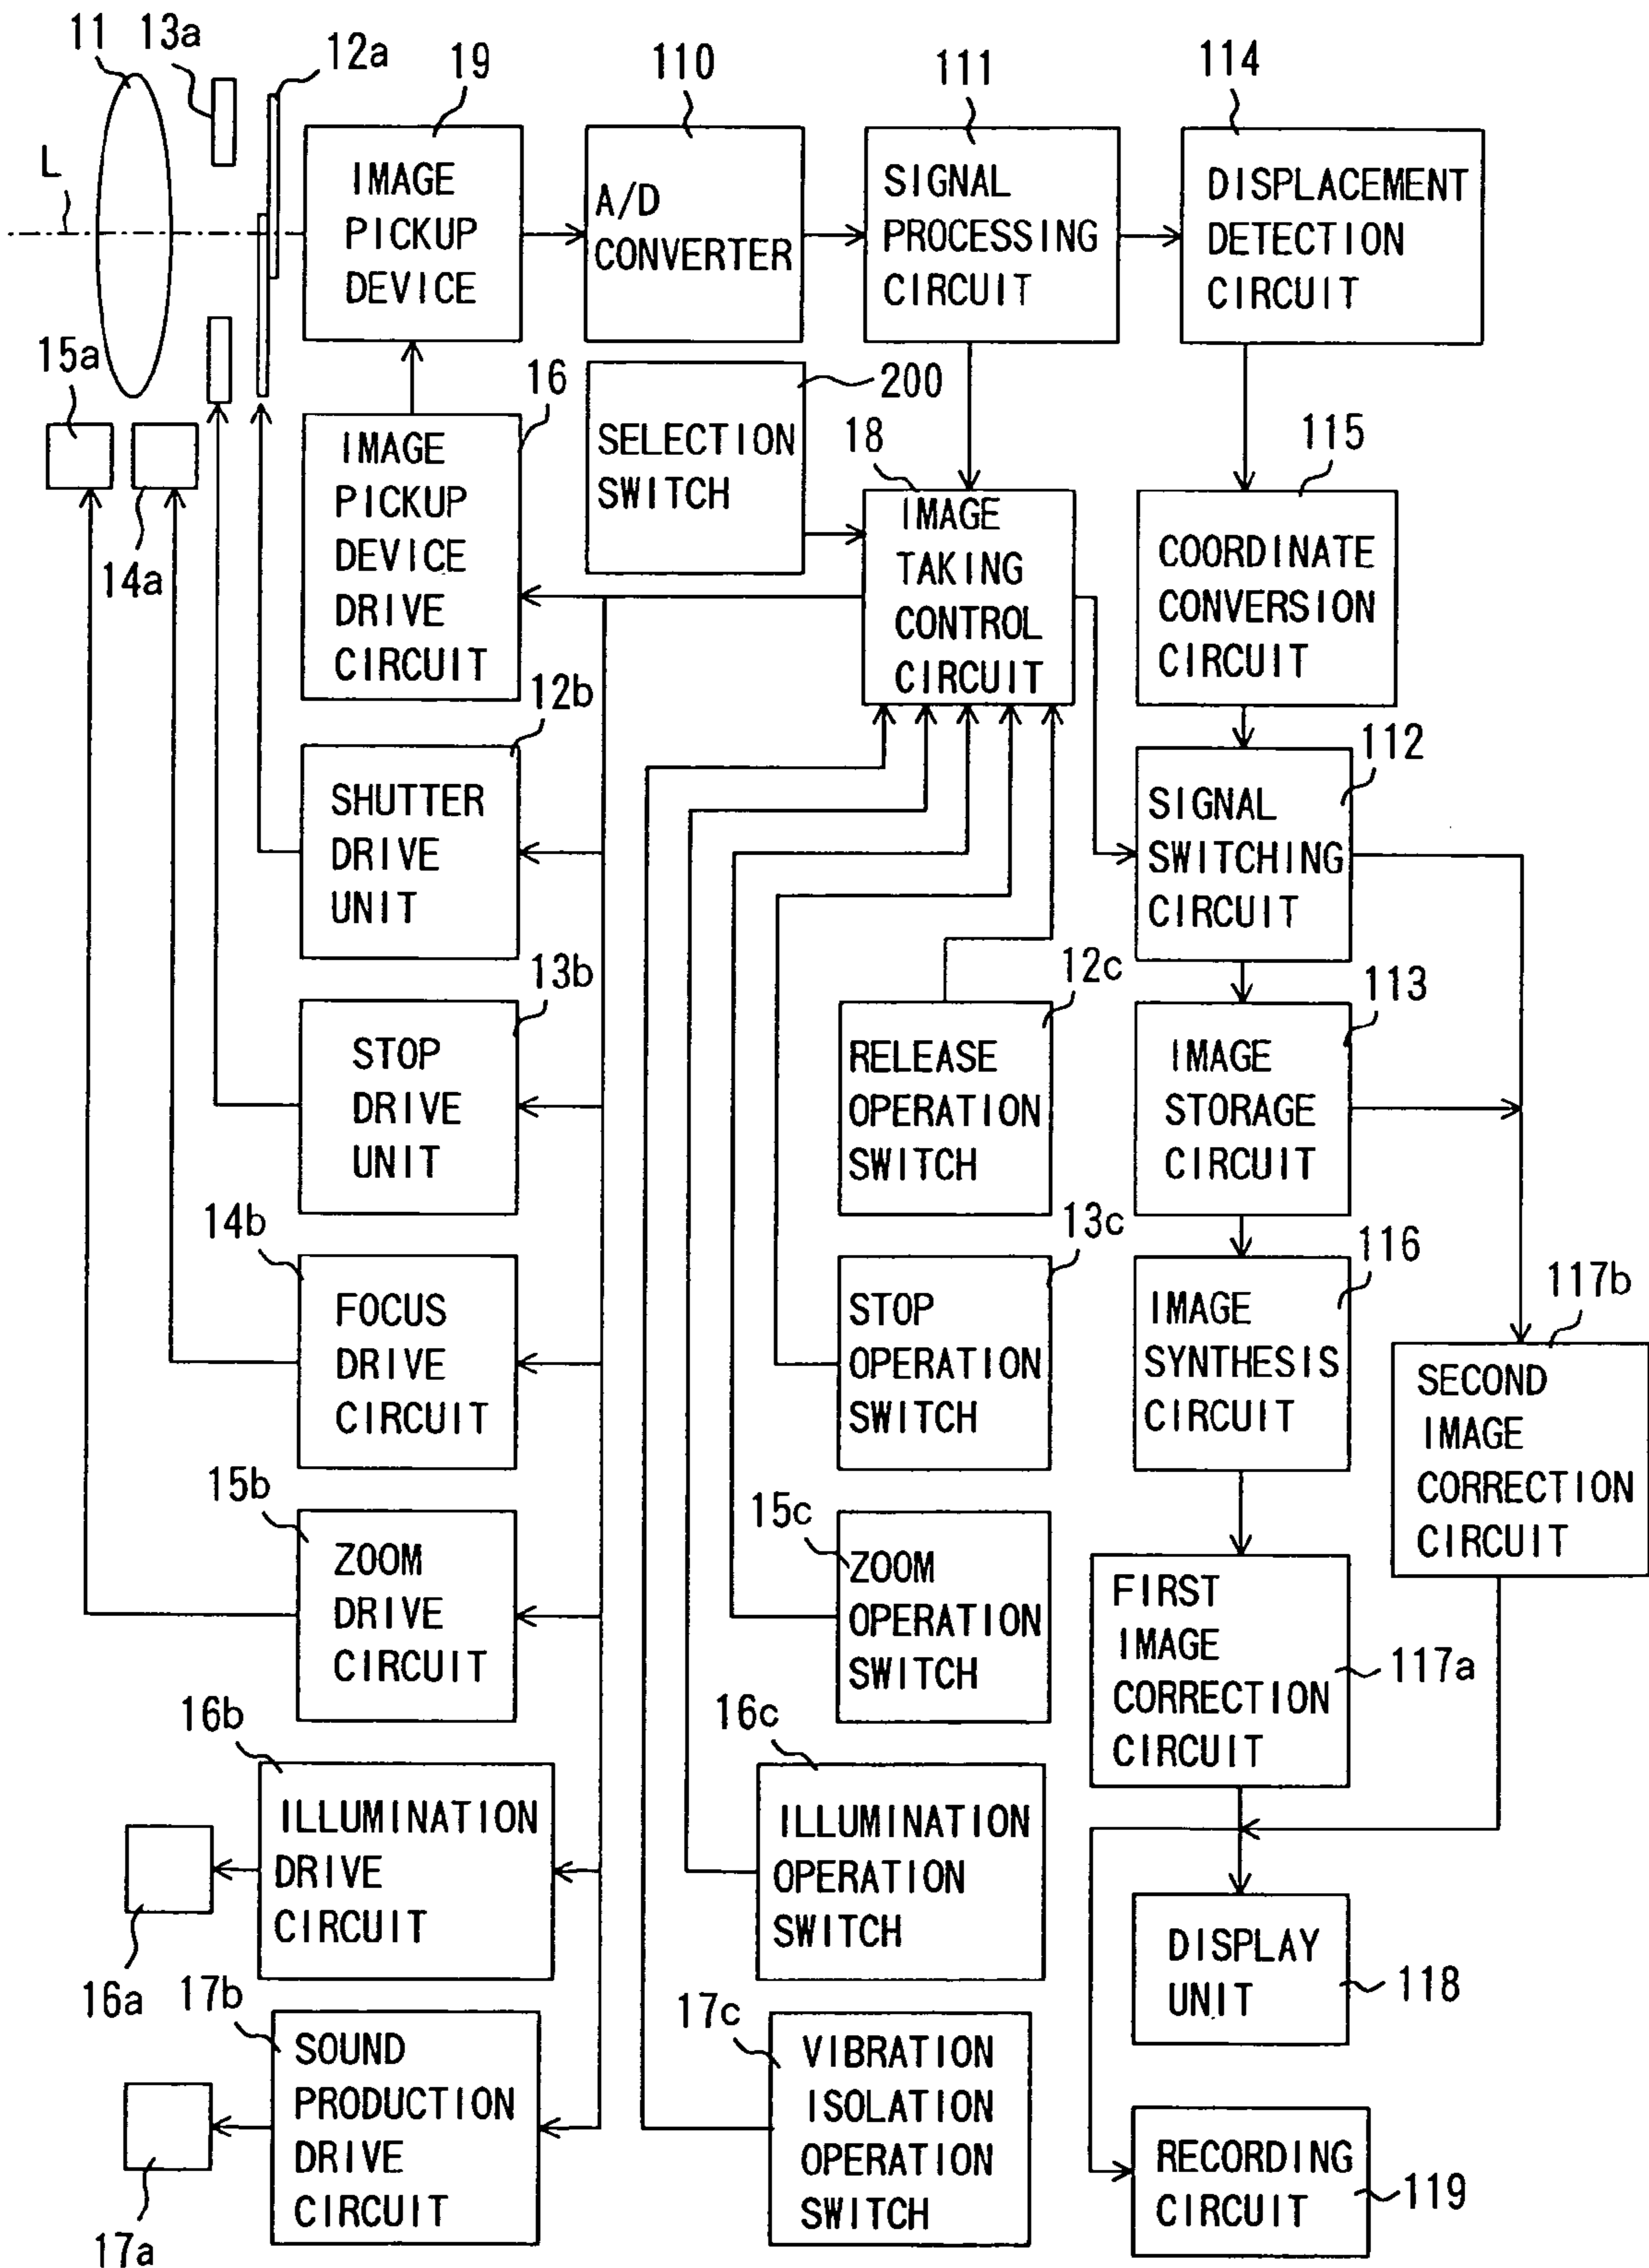 11
13a
12a
19
110
111
114
L
IMAGE
PICKUP
DEVICE
A/D
CONVERTER
SIGNAL
PROCESSING
CIRCUIT
DISPLACEMENT
DETECTION
CIRCUIT
15a
14a
16
IMAGE
PICKUP
DEVICE
DRIVE
CIRCUIT
200
SELECTION
SWITCH
18
IMAGE
TAKING
CONTROL
CIRCUIT
115
COORDINATE
CONVERSION
CIRCUIT
12b
SHUTTER
DRIVE
UNIT
112
SIGNAL
SWITCHING
CIRCUIT
13b
STOP
DRIVE
UNIT
12c
RELEASE
OPERATION
SWITCH
113
IMAGE
STORAGE
CIRCUIT
14b
FOCUS
DRIVE
CIRCUIT
13c
STOP
OPERATION
SWITCH
116
IMAGE
SYNTHESIS
CIRCUIT
117b
SECOND
IMAGE
CORRECTION
CIRCUIT
15b
ZOOM
DRIVE
CIRCUIT
15c
ZOOM
OPERATION
SWITCH
FIRST
IMAGE
CORRECTION
CIRCUIT
117a
16b
ILLUMINATION
DRIVE
CIRCUIT
16a
16c
ILLUMINATION
OPERATION
SWITCH
DISPLAY
UNIT
118
17b
SOUND
PRODUCTION
DRIVE
CIRCUIT
17a
17c
VIBRATION
ISOLATION
OPERATION
SWITCH
RECORDING
CIRCUIT
119